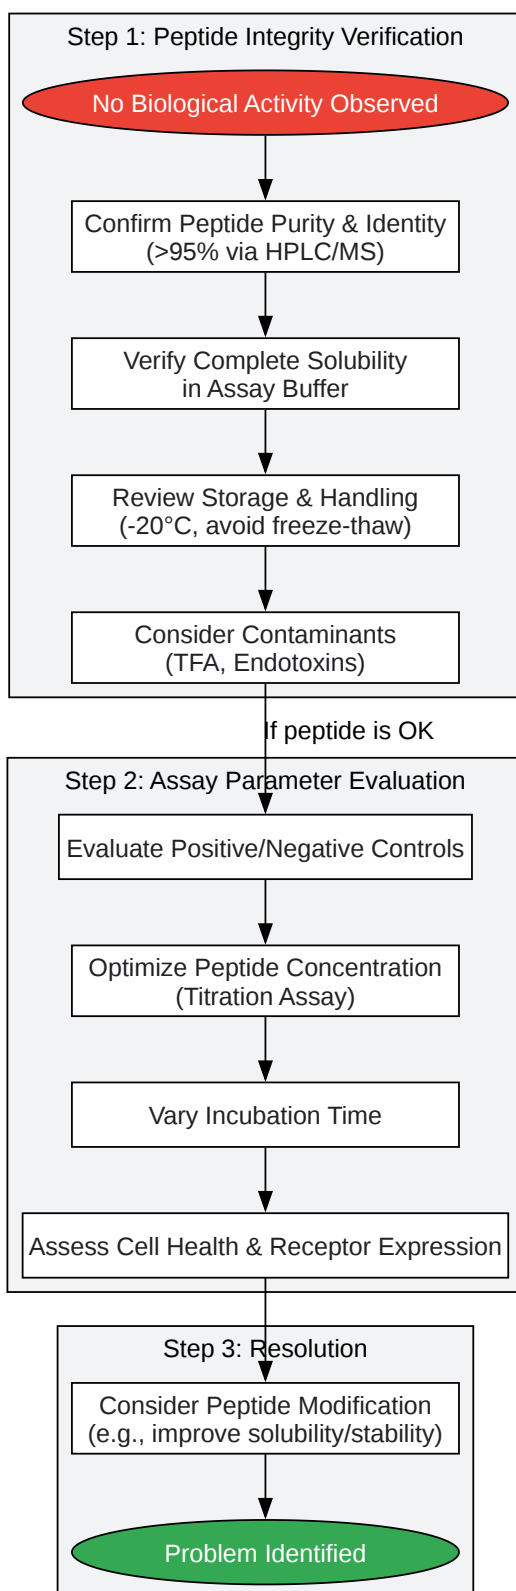 Step 1: Peptide Integrity Verification
No Biological Activity Observed
Confirm Peptide Purity & Identity
(>95% via HPLC/MS)
Verify Complete Solubility
in Assay Buffer
Review Storage & Handling
(-20°C, avoid freeze-thaw)
Consider Contaminants
(TFA, Endotoxins)
If peptide is OK
Step 2: Assay Parameter Evaluation
Evaluate Positive/Negative Controls
Optimize Peptide Concentration
(Titration Assay)
Vary Incubation Time
Assess Cell Health & Receptor Expression
Step 3: Resolution
Consider Peptide Modification
(e.g., improve solubility/stability)
Problem Identified